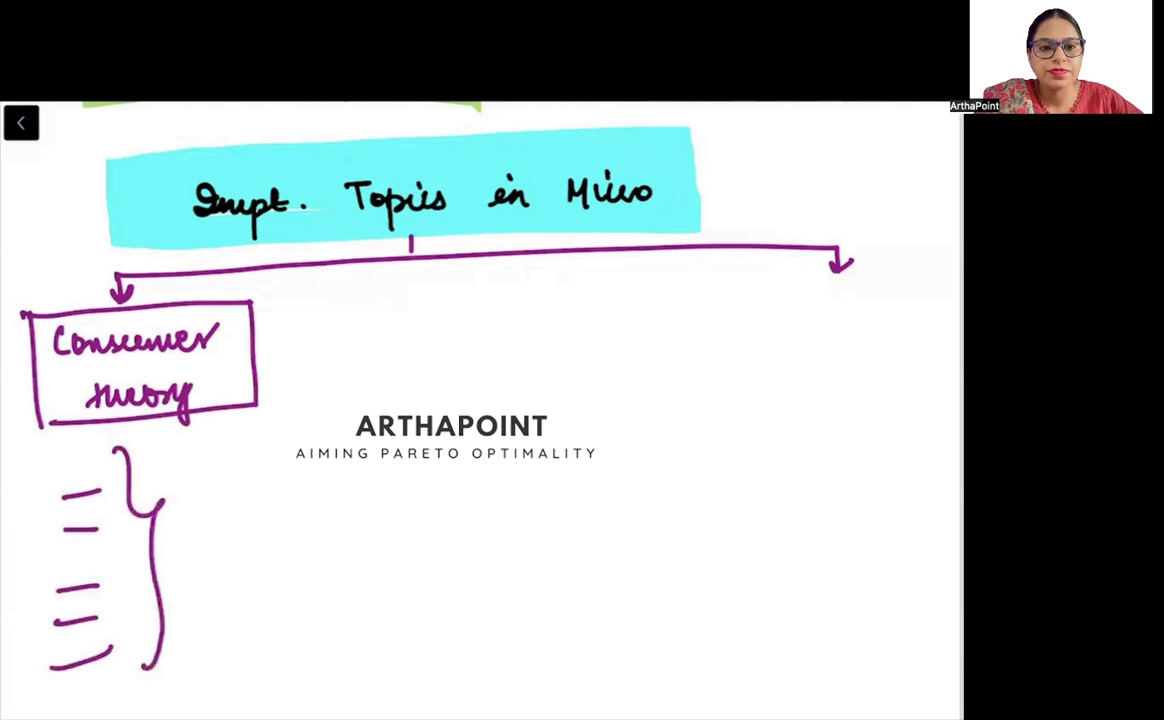 ArthaPoint
Impt. Topics in Micro
Consumer
theory
ARTHAPOINT
AIMING PARETO OPTIMALITY